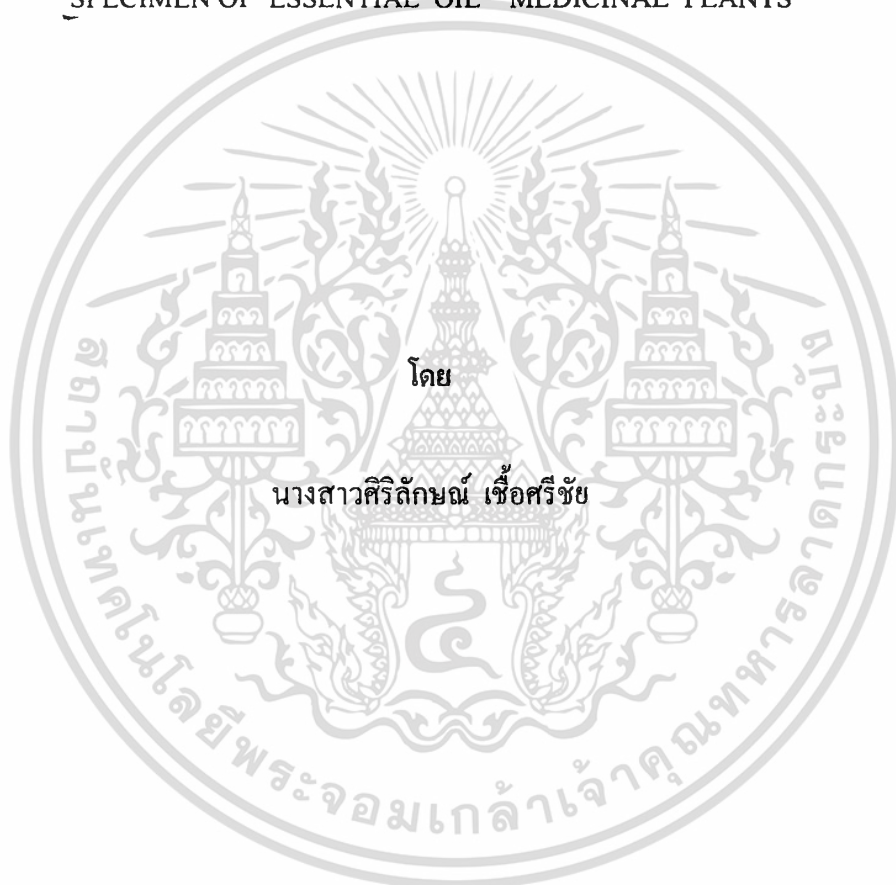 SPECIMEN OF ESSENTIAL OIL MEDICINAL PLANTS
โดย
นางสาวศิริลักษณ์ เชื้อศรีชัย
สถาบันเทคโนโลยีพระจอมเกล้าเจ้าคุณทหารลาดกระบัง
๔